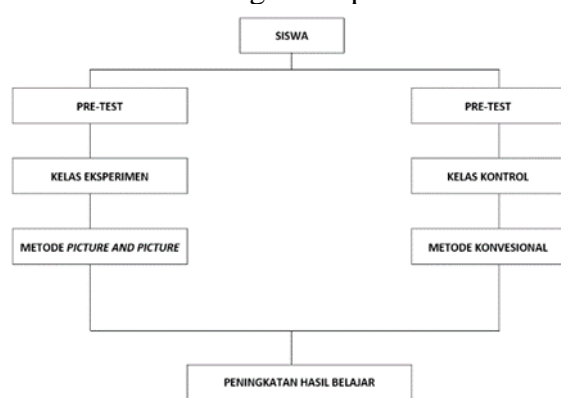 SISWA
PRE-TEST
PRE-TEST
KELAS EKSPERIMEN
KELAS KONTROL
METODE PICTURE AND PICTURE
METODE KONVESIONAL
PENINGKATAN HASIL BELAJAR